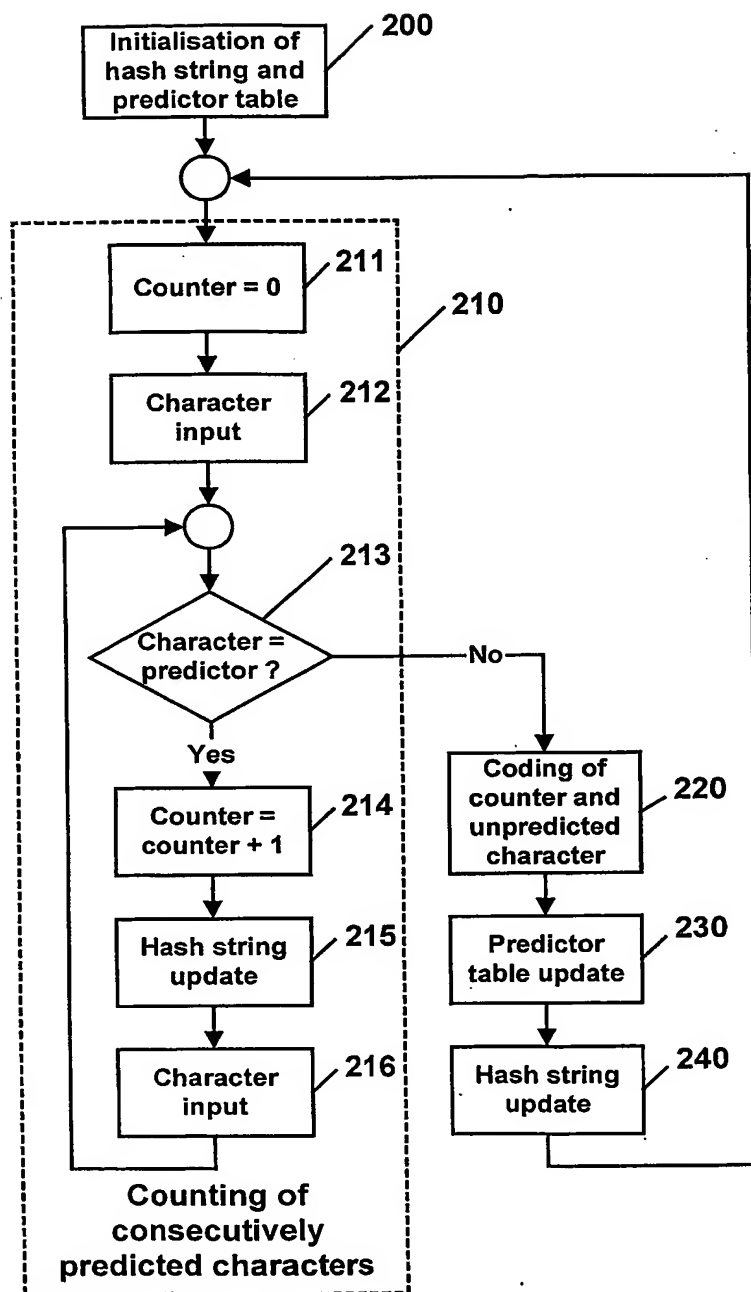 Initialisation of
hash string and
predictor table
200
Counter = 0
211
210
Character
input
212
213
Character =
predictor ?
No
Yes
Counter =
counter + 1
214
Coding of
counter and
unpredicted
character
220
Hash string
update
215
Predictor
table update
230
Character
input
216
Hash string
update
240
Counting of
consecutively
predicted characters